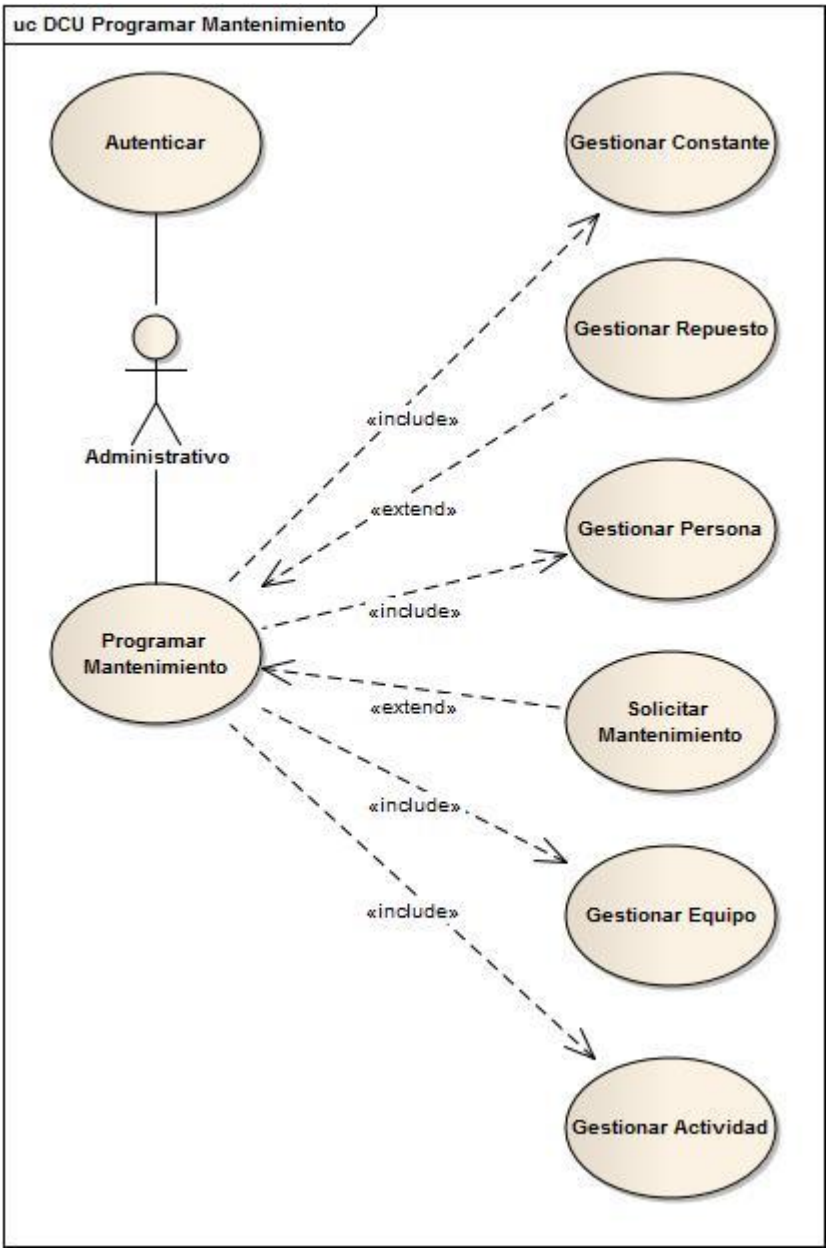 uc DCU Programar Mantenimiento
Autenticar
Gestionar Constante
Gestionar Repuesto
«include»
Administrativo
«extend»
Gestionar Persona
«include»
Programar
Mantenimiento
«extend»
Solicitar
Mantenimiento
«include»
Gestionar Equipo
«include»
Gestionar Actividad